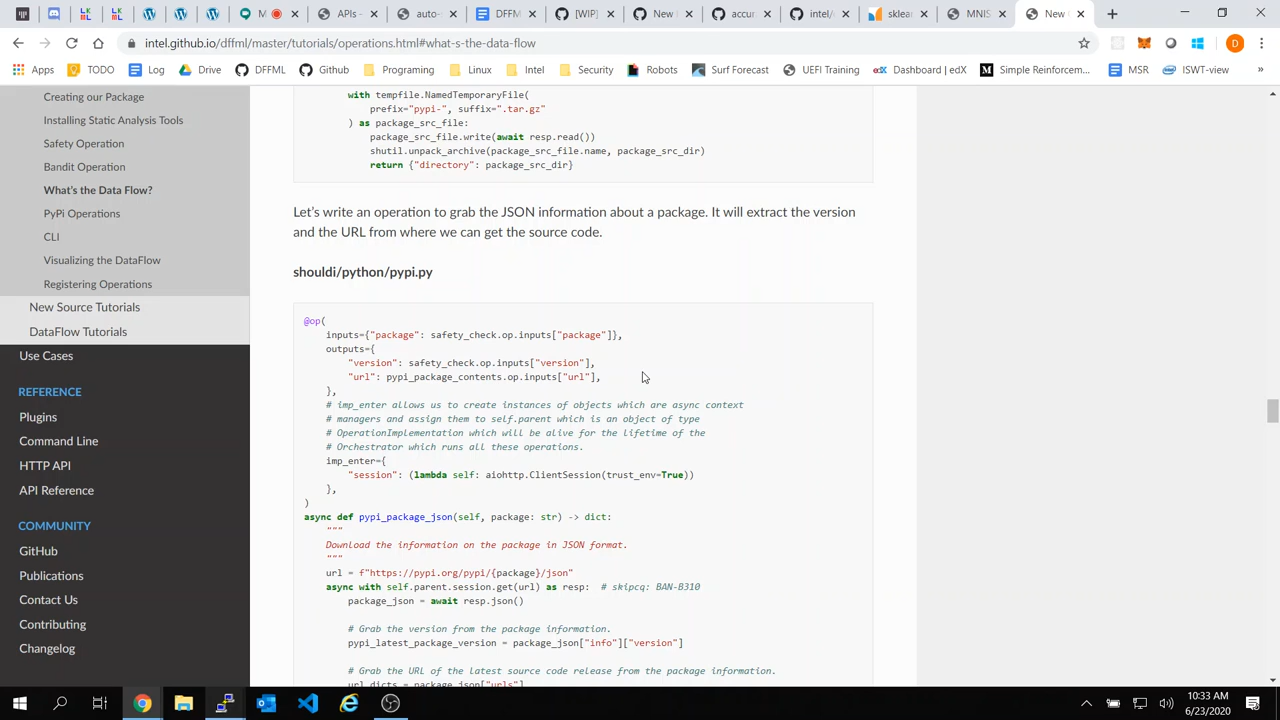 M
APIs –
auto-s
DFFM
[WIP]
New f
accur
intel/
sklea
MNIS
New O
intel.github.io/dffml/master/tutorials/operations.html#what-s-the-data-flow
D
Apps
TODO
Log
Drive
DFFML
Github
Programing
Linux
Intel
Security
Robots
Surf Forecast
UEFI Training
Dashboard | edX
Simple Reinforcem...
MSR
ISWT-view
»
Creating our Package
Installing Static Analysis Tools
Safety Operation
Bandit Operation
What's the Data Flow?
PyPi Operations
CLI
Visualizing the DataFlow
Registering Operations
New Source Tutorials
DataFlow Tutorials
Use Cases
REFERENCE
Plugins
Command Line
HTTP API
API Reference
COMMUNITY
GitHub
Publications
Contact Us
Contributing
Changelog
with tempfile.NamedTemporaryFile(
prefix="pypi-", suffix=".tar.gz"
) as package_src_file:
package_src_file.write(await resp.read())
shutil.unpack_archive(package_src_file.name, package_src_dir)
return {"directory": package_src_dir}
Let's write an operation to grab the JSON information about a package. It will extract the version
and the URL from where we can get the source code.
shouldi/python/pypi.py
@op(
inputs={"package": safety_check.op.inputs["package"]},
outputs={
"version": safety_check.op.inputs["version"],
"url": pypi_package_contents.op.inputs["url"],
},
# imp_enter allows us to create instances of objects which are async context
# managers and assign them to self.parent which is an object of type
# OperationImplementation which will be alive for the lifetime of the
# Orchestrator which runs all these operations.
imp_enter={
"session": (lambda self: aiohttp.ClientSession(trust_env=True))
},
)
async def pypi_package_json(self, package: str) -> dict:
"""
Download the information on the package in JSON format.
"""
url = f"https://pypi.org/pypi/{package}/json"
async with self.parent.session.get(url) as resp:  # skipcq: BAN-B310
package_json = await resp.json()
# Grab the version from the package information.
pypi_latest_package_version = package_json["info"]["version"]
# Grab the URL of the latest source code release from the package information.
url_dicts = package_json["urls"]
10:33 AM
6/23/2020